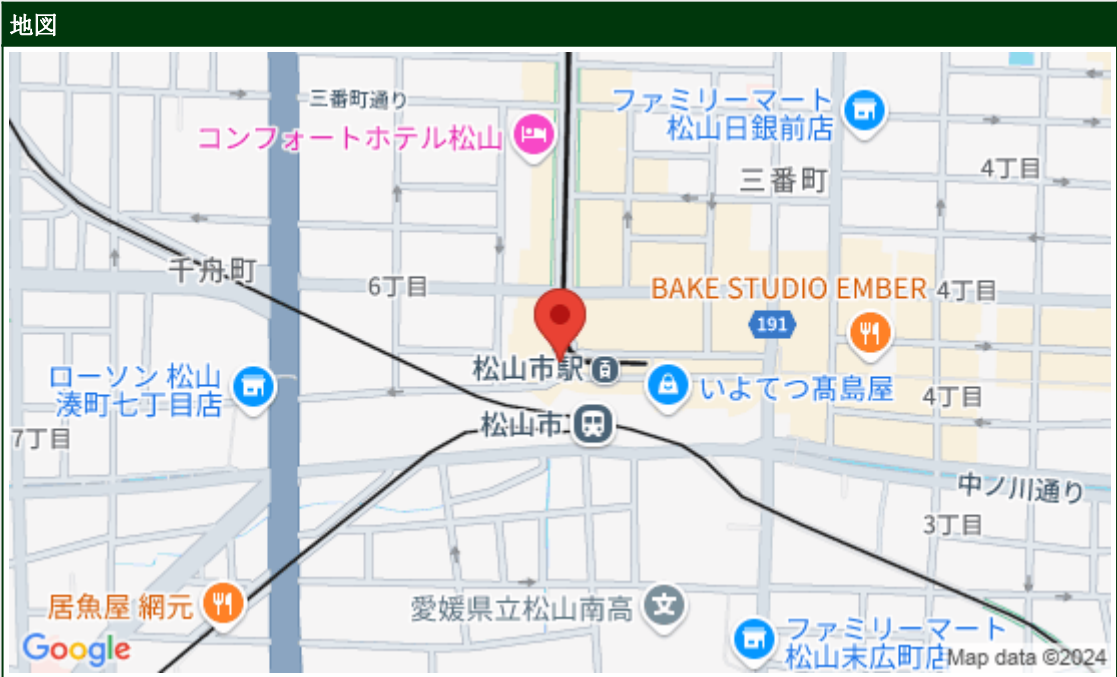 地図
三番町通り
コンフォートホテル松山
ファミリーマート
松山日銀前店
三番町
4丁目
千舟町
6丁目
BAKE STUDIO EMBER
4丁目
191
松山市駅
いよてつ髙島屋
ローソン 松山
湊町七丁目店
4丁目
松山市
7丁目
中ノ川通り
3丁目
居魚屋 網元
愛媛県立松山南高
文
ファミリーマート
松山末広町店
Google
Map data ©2024